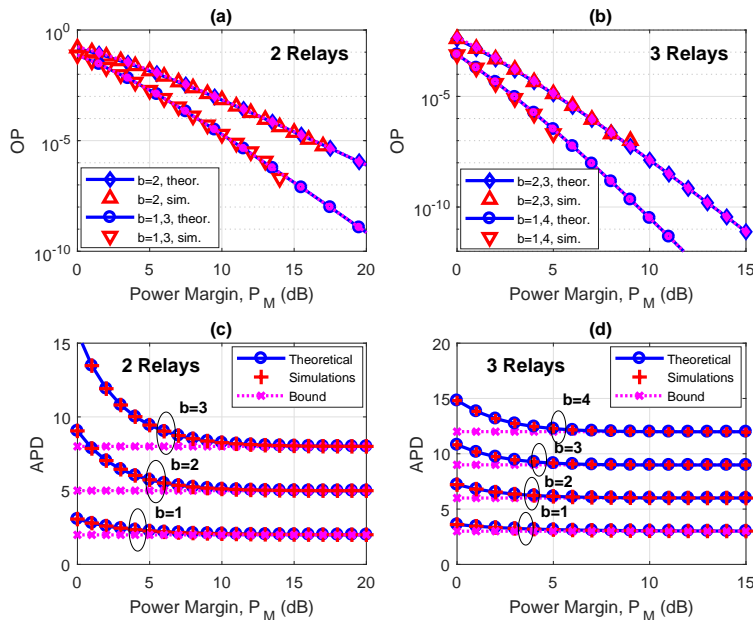 (a)
2 Relays
OP
10^0
10^-5
10^-10
b=2, theor.
b=2, sim.
b=1,3, theor.
b=1,3, sim.
0 5 10 15 20
Power Margin, P_M (dB)
(b)
3 Relays
OP
10^-5
10^-10
b=2,3, theor.
b=2,3, sim.
b=1,4, theor.
b=1,4, sim.
0 5 10 15
Power Margin, P_M (dB)
(c)
2 Relays
APD
15
10
5
0
Theoretical
Simulations
Bound
b=3
b=2
b=1
0 5 10 15 20
Power Margin, P_M (dB)
(d)
3 Relays
APD
20
15
10
5
0
Theoretical
Simulations
Bound
b=4
b=3
b=2
b=1
0 5 10 15
Power Margin, P_M (dB)